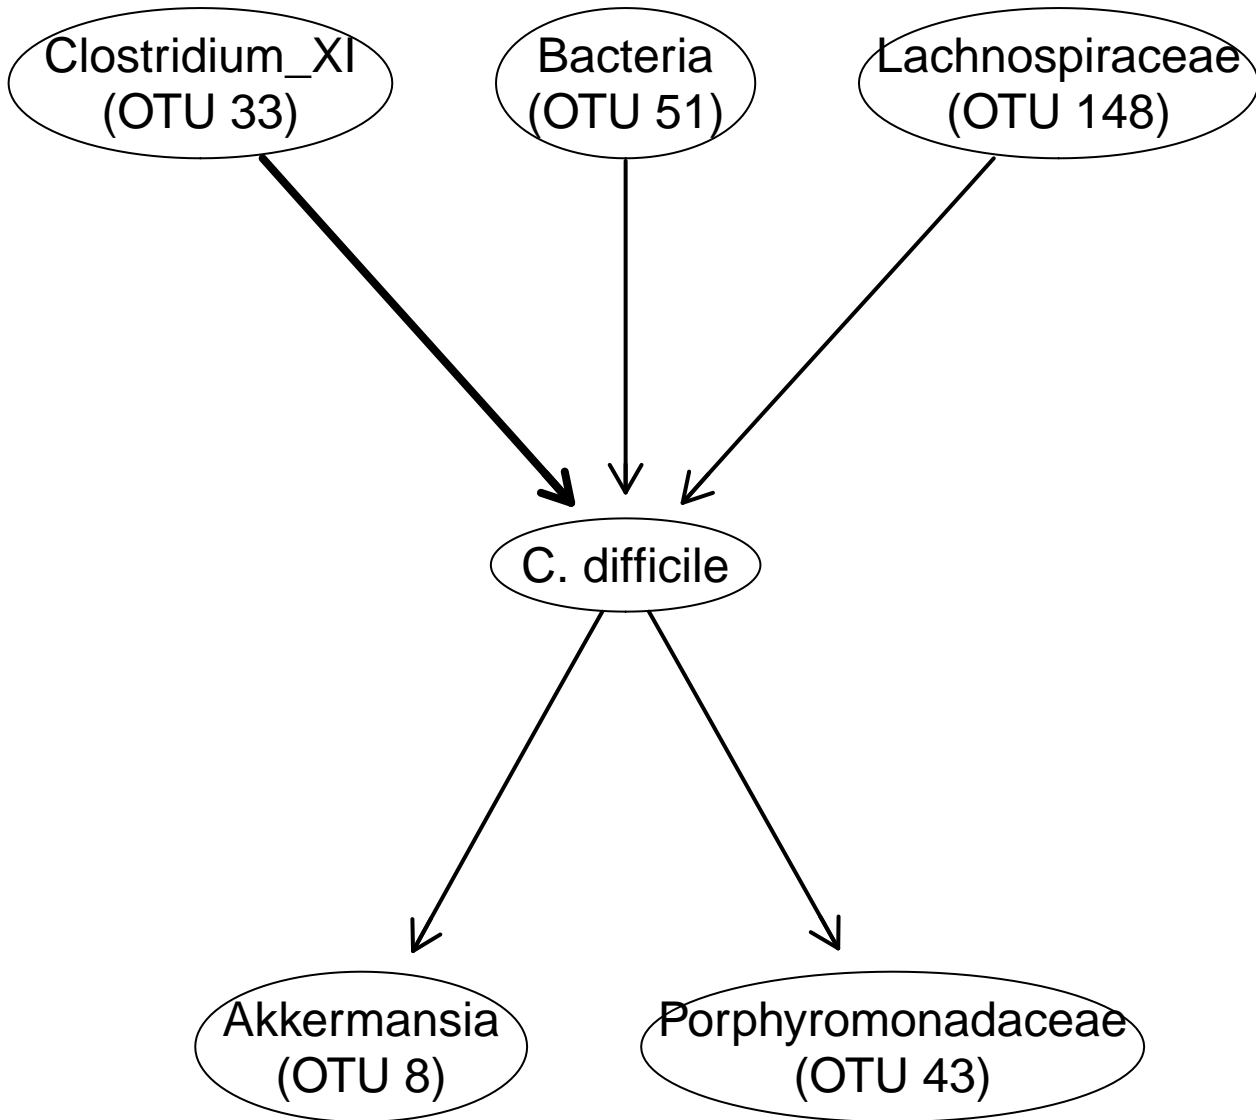 Clostridium_XI
(OTU 33)
Bacteria
(OTU 51)
Lachnospiraceae
(OTU 148)
C. difficile
Akkermansia
(OTU 8)
Porphyromonadaceae
(OTU 43)